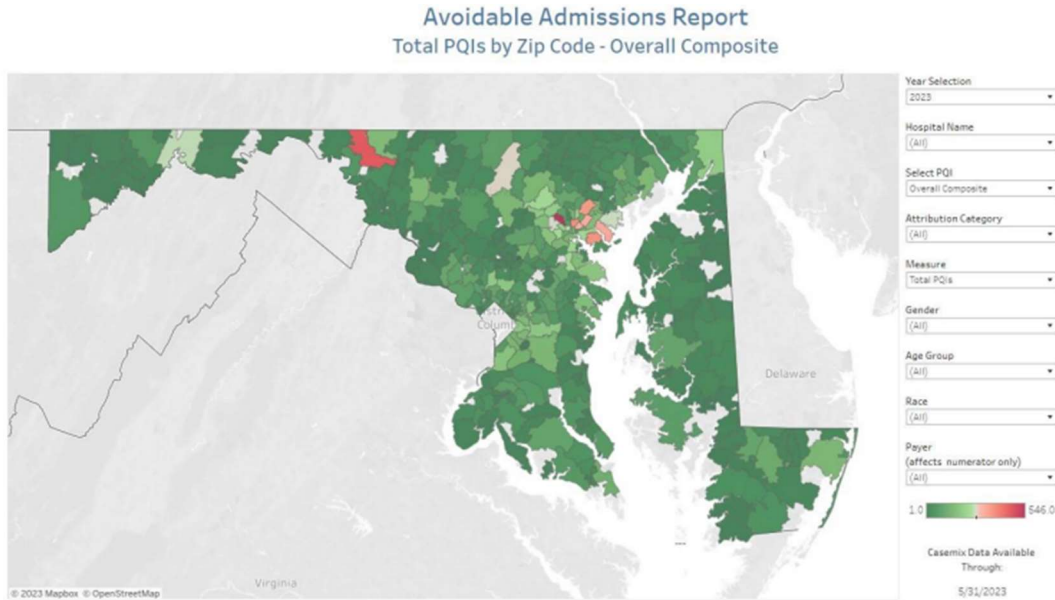 Avoidable Admissions Report
Total PQIs by Zip Code - Overall Composite
Year Selection
2023
Hospital Name
(All)
Select PQI
Overall Composite
Attribution Category
(All)
Measure
Total PQIs
Gender
(All)
Age Group
(All)
Race
(All)
Payer
(affects numerator only)
(All)
1.0
546.0
Casemix Data Available
Through:
5/31/2023
Delaware
Virginia
© 2023 Mapbox © OpenStreetMap